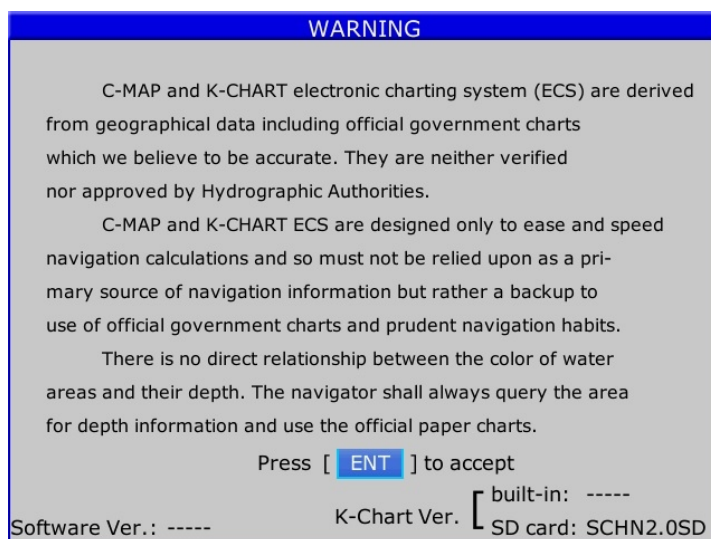 WARNING
C-MAP and K-CHART electronic charting system (ECS) are derived
from geographical data including official government charts
which we believe to be accurate. They are neither verified
nor approved by Hydrographic Authorities.
C-MAP and K-CHART ECS are designed only to ease and speed
navigation calculations and so must not be relied upon as a pri-
mary source of navigation information but rather a backup to
use of official government charts and prudent navigation habits.
There is no direct relationship between the color of water
areas and their depth. The navigator shall always query the area
for depth information and use the official paper charts.
Press [ ENT ] to accept
Software Ver.: -----
K-Chart Ver.
built-in: -----
SD card: SCHN2.0SD